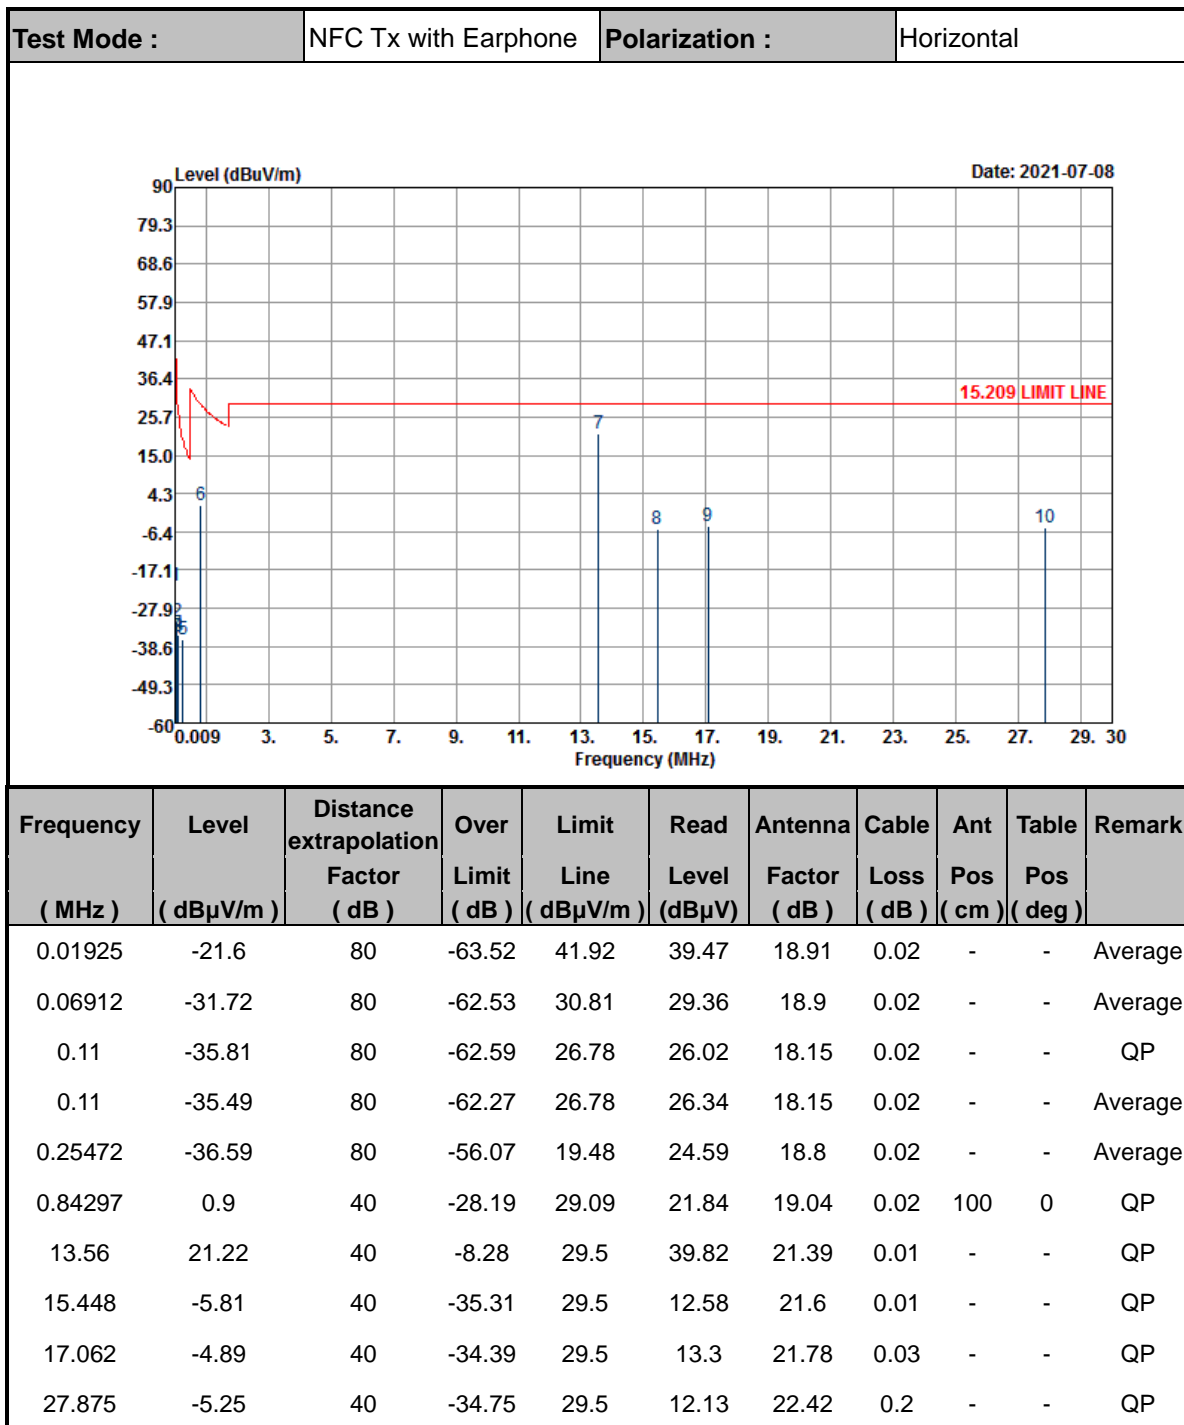 Test Mode : NFC Tx with Earphone Polarization : Horizontal
Level (dBuV/m) Date: 2021-07-08
90
79.3
68.6
57.9
47.1
36.4
15.209 LIMIT LINE
25.7
7
15.0
4.3
6
8 9 10
-6.4
-17.1
-27.9
2
5
-38.6
-49.3
-60
0.009 3. 5. 7. 9. 11. 13. 15. 17. 19. 21. 23. 25. 27. 29. 30
Frequency (MHz)
Frequency Level Distance extrapolation Over Limit Read Antenna Cable Ant Table Remark
Factor Limit Line Level Factor Loss Pos Pos
( MHz ) ( dBµV/m ) ( dB ) ( dB ) ( dBµV/m ) (dBµV) ( dB ) ( dB ) ( cm ) ( deg )
0.01925 -21.6 80 -63.52 41.92 39.47 18.91 0.02 - - Average
0.06912 -31.72 80 -62.53 30.81 29.36 18.9 0.02 - - Average
0.11 -35.81 80 -62.59 26.78 26.02 18.15 0.02 - - QP
0.11 -35.49 80 -62.27 26.78 26.34 18.15 0.02 - - Average
0.25472 -36.59 80 -56.07 19.48 24.59 18.8 0.02 - - Average
0.84297 0.9 40 -28.19 29.09 21.84 19.04 0.02 100 0 QP
13.56 21.22 40 -8.28 29.5 39.82 21.39 0.01 - - QP
15.448 -5.81 40 -35.31 29.5 12.58 21.6 0.01 - - QP
17.062 -4.89 40 -34.39 29.5 13.3 21.78 0.03 - - QP
27.875 -5.25 40 -34.75 29.5 12.13 22.42 0.2 - - QP